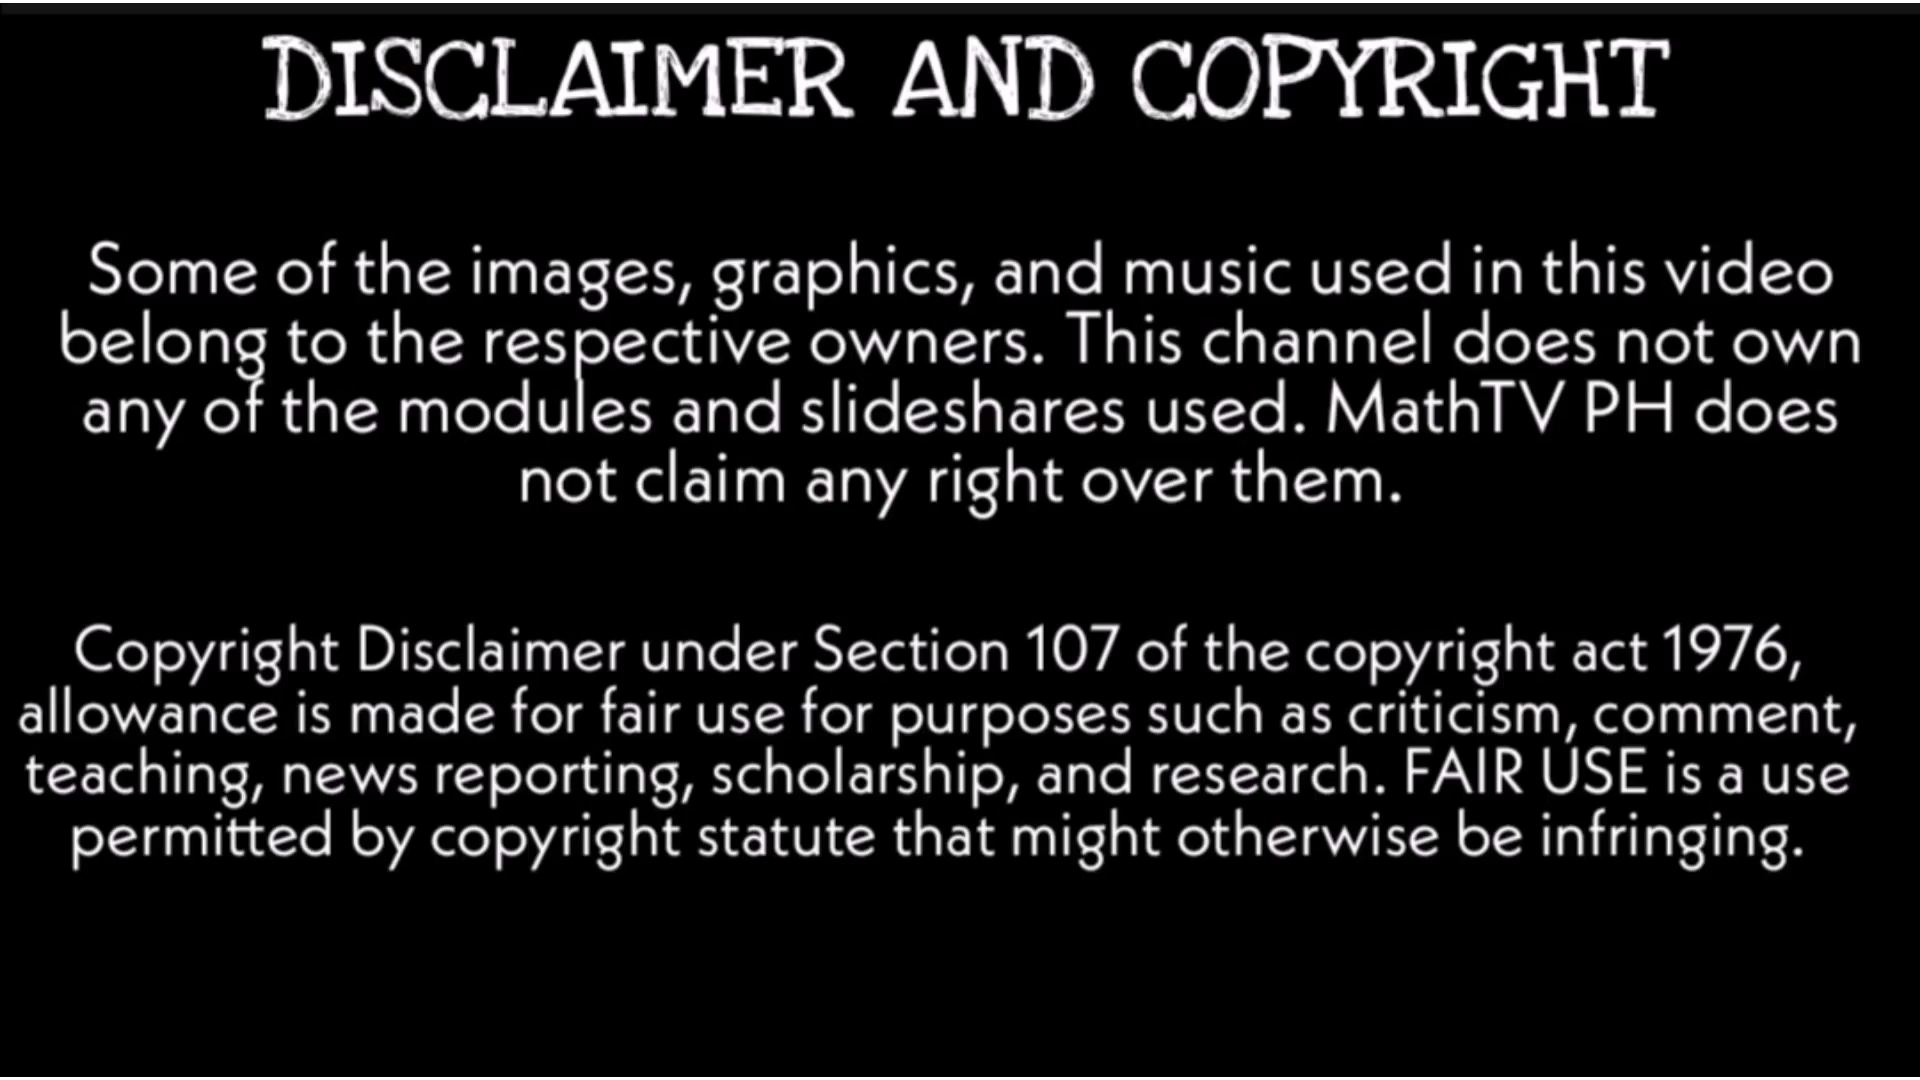 DISCLAIMER AND COPYRIGHT
Some of the images, graphics, and music used in this video
belong to the respective owners. This channel does not own
any of the modules and slideshares used. MathTV PH does
not claim any right over them.
Copyright Disclaimer under Section 107 of the copyright act 1976,
allowance is made for fair use for purposes such as criticism, comment,
teaching, news reporting, scholarship, and research. FAIR USE is a use
permitted by copyright statute that might otherwise be infringing.